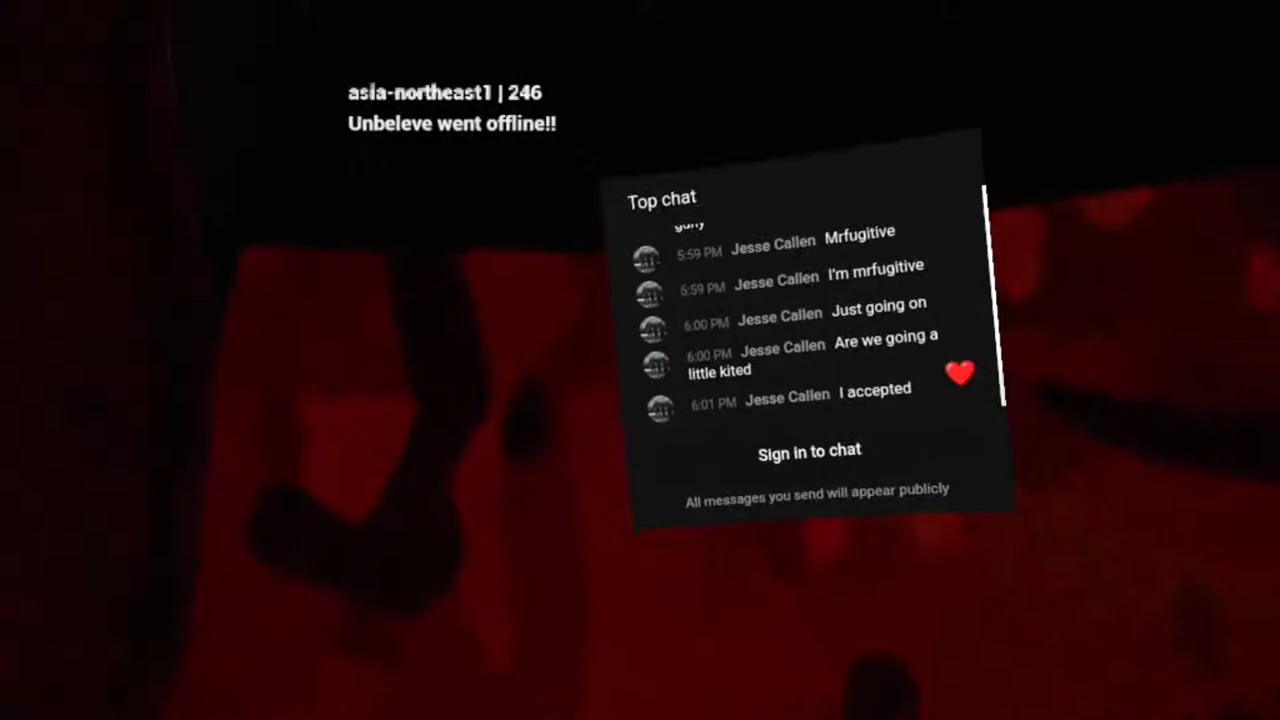 asia-northeast1 | 246
Unbeleve went offline!!
Top chat
5:59 PM Jesse Callen Mrfugitive
5:59 PM Jesse Callen I'm mrfugitive
6:00 PM Jesse Callen Just going on
6:00 PM Jesse Callen Are we going a
little kited
6:01 PM Jesse Callen I accepted
Sign in to chat
All messages you send will appear publicly